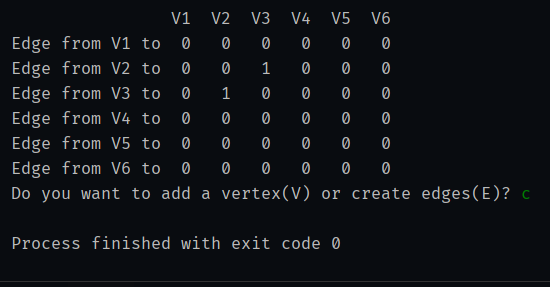 V1 V2 V3 V4 V5 V6
Edge from V1 to 0 0 0 0 0 0
Edge from V2 to 0 0 1 0 0 0
Edge from V3 to 0 1 0 0 0 0
Edge from V4 to 0 0 0 0 0 0
Edge from V5 to 0 0 0 0 0 0
Edge from V6 to 0 0 0 0 0 0
Do you want to add a vertex(V) or create edges(E)? c
Process finished with exit code 0